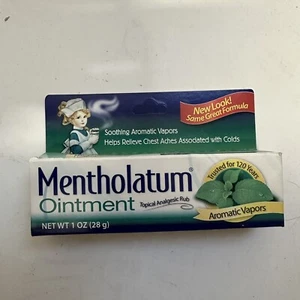 New Look!
Same Great Formula
Soothing Aromatic Vapors
Helps Relieve Chest Aches Associated with Colds
Mentholatum®
Ointment
Topical Analgesic Rub
NET WT 1 OZ (28 g)
Trusted for 120 Years
Aromatic Vapors